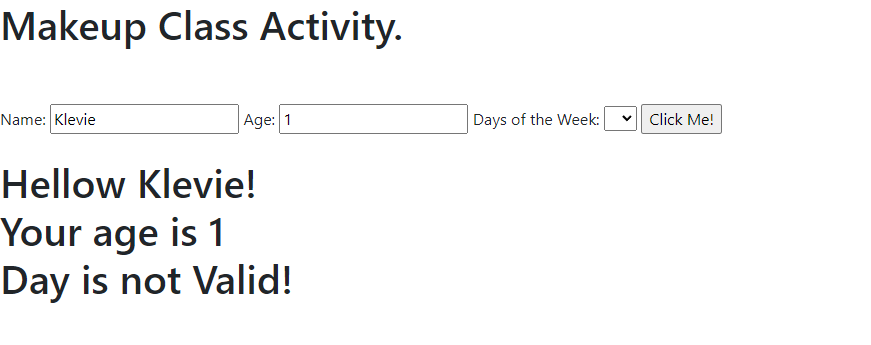 Makeup Class Activity.
Name: Klevie Age: 1 Days of the Week: Click Me!
Hellow Klevie!
Your age is 1
Day is not Valid!